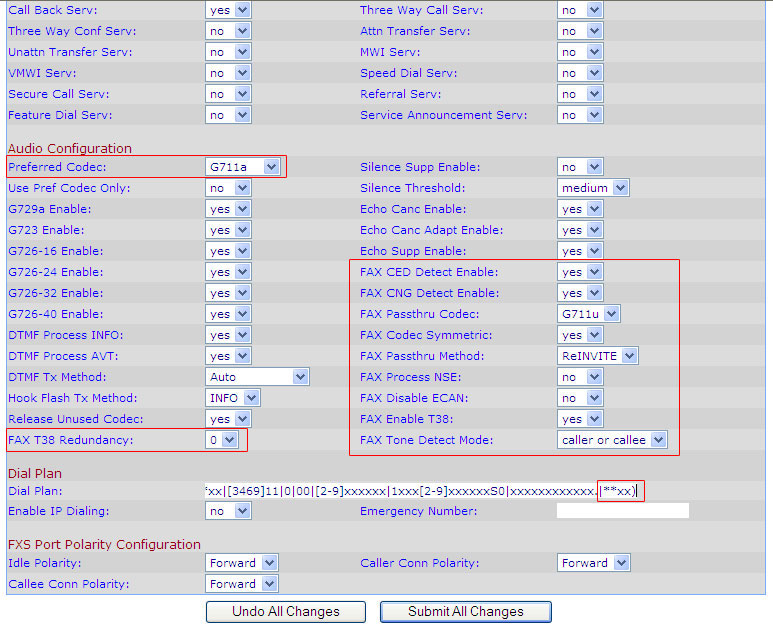 Call Back Serv: yes Three Way Call Serv: no
Three Way Conf Serv: no Attn Transfer Serv: no
Unattn Transfer Serv: no MWI Serv: no
VMWI Serv: no Speed Dial Serv: no
Secure Call Serv: no Referral Serv: no
Feature Dial Serv: no Service Announcement Serv: no
Audio Configuration
Preferred Codec: G711a Silence Supp Enable: no
Use Pref Codec Only: no Silence Threshold: medium
G729a Enable: yes Echo Canc Enable: yes
G723 Enable: yes Echo Canc Adapt Enable: yes
G726-16 Enable: yes Echo Supp Enable: yes
G726-24 Enable: yes FAX CED Detect Enable: yes
G726-32 Enable: yes FAX CNG Detect Enable: yes
G726-40 Enable: yes FAX Passthru Codec: G711u
DTMF Process INFO: yes FAX Codec Symmetric: yes
DTMF Process AVT: yes FAX Passthru Method: ReINVITE
DTMF Tx Method: Auto FAX Process NSE: no
Hook Flash Tx Method: INFO FAX Disable ECAN: no
Release Unused Codec: yes FAX Enable T38: yes
FAX T38 Redundancy: 0 FAX Tone Detect Mode: caller or callee
Dial Plan
Dial Plan: *xx|[3469]11|0|00|[2-9]xxxxxx|1xxx[2-9]xxxxxxS0|xxxxxxxxxxxx.|**xx)
Enable IP Dialing: no Emergency Number:
FXS Port Polarity Configuration
Idle Polarity: Forward Caller Conn Polarity: Forward
Callee Conn Polarity: Forward
Undo All Changes Submit All Changes